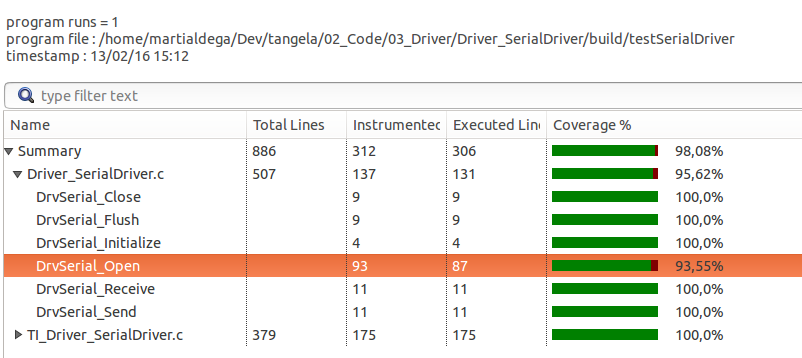 program runs = 1
program file : /home/martialdega/Dev/tangela/02_Code/03_Driver/Driver_SerialDriver/build/testSerialDriver
timestamp : 13/02/16 15:12
type filter text
Name Total Lines Instrumented Executed Line Coverage %
Summary 886 312 306 98,08%
Driver_SerialDriver.c 507 137 131 95,62%
DrvSerial_Close 9 9 100,0%
DrvSerial_Flush 9 9 100,0%
DrvSerial_Initialize 4 4 100,0%
DrvSerial_Open 93 87 93,55%
DrvSerial_Receive 11 11 100,0%
DrvSerial_Send 11 11 100,0%
TI_Driver_SerialDriver.c 379 175 175 100,0%